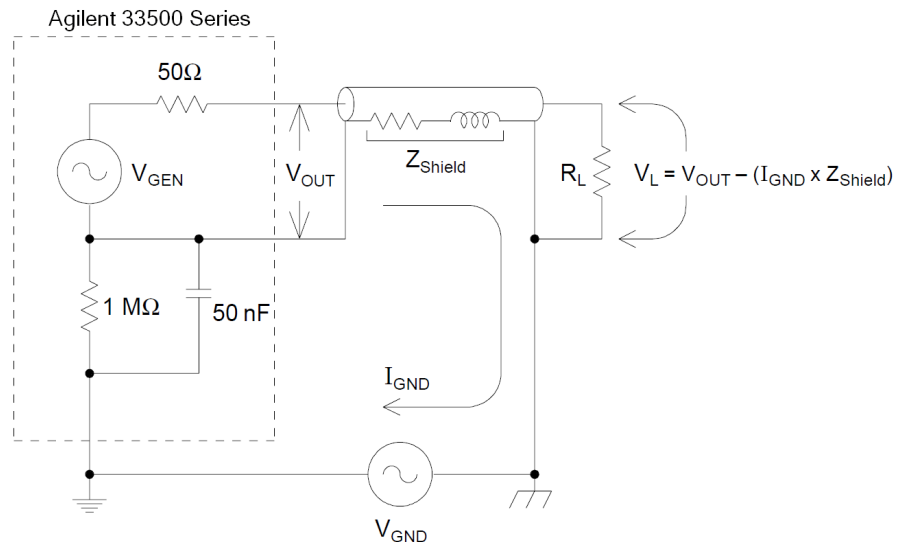 Agilent 33500 Series
50Ω
V_GEN
V_OUT
Z_Shield
R_L
V_L = V_OUT – (I_GND x Z_Shield)
1 MΩ
50 nF
I_GND
V_GND